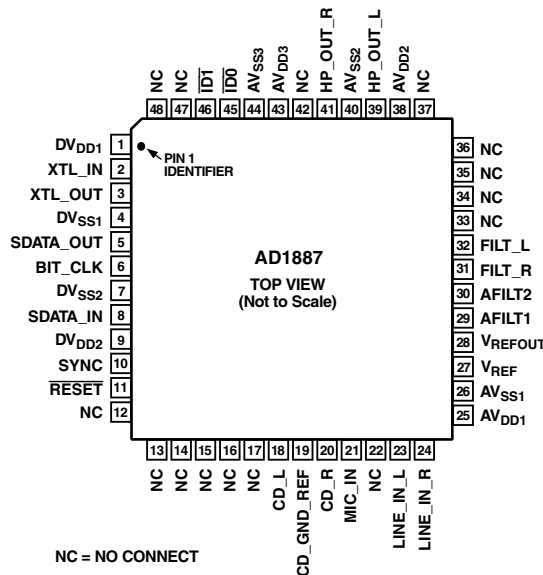 NC
NC
ID1
ID0
AVSS3
AVDD3
NC
HP_OUT_R
AVSS2
HP_OUT_L
AVDD2
NC
48 47 46 45 44 43 42 41 40 39 38 37
DVDD1 1
XTL_IN 2
XTL_OUT 3
DVSS1 4
SDATA_OUT 5
BIT_CLK 6
DVSS2 7
SDATA_IN 8
DVDD2 9
SYNC 10
RESET 11
NC 12
PIN 1
IDENTIFIER
AD1887
TOP VIEW
(Not to Scale)
36 NC
35 NC
34 NC
33 NC
32 FILT_L
31 FILT_R
30 AFILT2
29 AFILT1
28 VREFOUT
27 VREF
26 AVSS1
25 AVDD1
13 14 15 16 17 18 19 20 21 22 23 24
NC
NC
NC
NC
NC
CD_L
CD_GND_REF
CD_R
MIC_IN
NC
LINE_IN_L
LINE_IN_R
NC = NO CONNECT